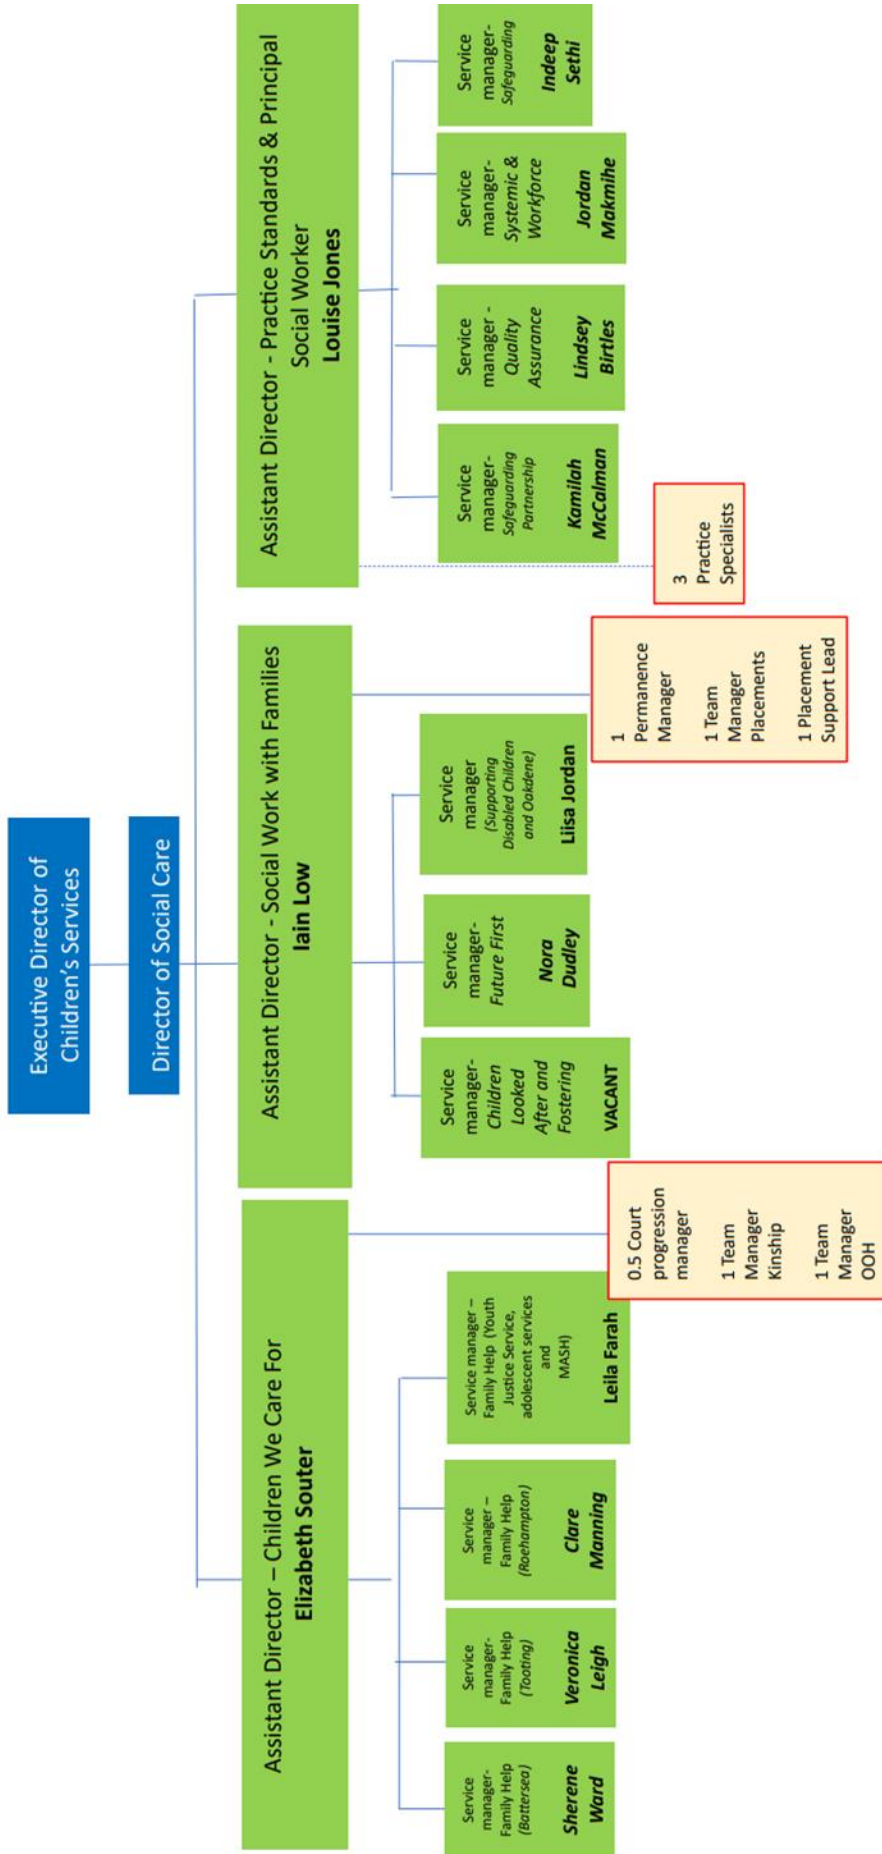 Executive Director of
Children's Services
Director of Social Care
Assistant Director – Children We Care For
Elizabeth Souter
Assistant Director - Social Work with Families
Iain Low
Assistant Director - Practice Standards & Principal
Social Worker
Louise Jones
Service
manager-
Family Help
(Battersea)
Sherene
Ward
Service
manager-
Family Help
(Tooting)
Veronica
Leigh
Service
manager –
Family Help
(Roehampton)
Clare
Manning
Service manager –
Family Help (Youth
Justice Service,
adolescent services
and
MASH)
Leila Farah
0.5 Court
progression
manager
1 Team
Manager
Kinship
1 Team
Manager
OOH
Service
manager-
Children
Looked
After and
Fostering
VACANT
Service
manager-
Future First
Nora
Dudley
Service
manager
(Supporting
Disabled Children
and Oakdene)
Liisa Jordan
1
Permanence
Manager
1 Team
Manager
Placements
1 Placement
Support Lead
Service
manager-
Safeguarding
Partnership
Kamilah
McCalman
Service
manager -
Quality
Assurance
Lindsey
Birtles
Service
manager-
Systemic &
Workforce
Jordan
Makmihe
Service
manager-
Safeguarding
Indeep
Sethi
3
Practice
Specialists